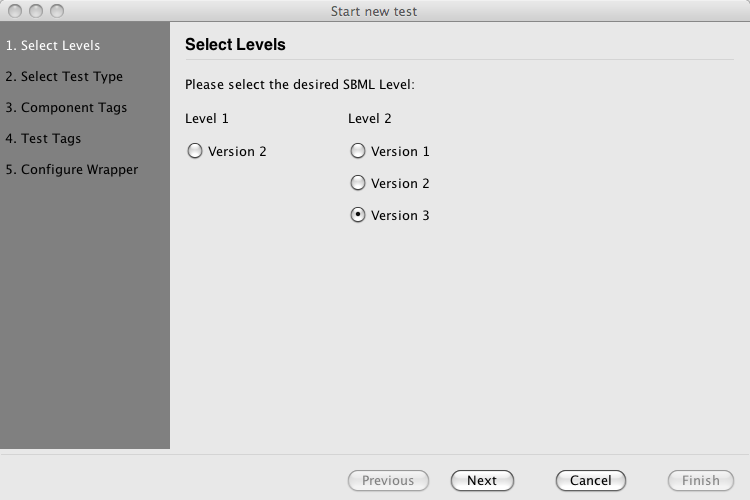 Start new test
1. Select Levels
2. Select Test Type
3. Component Tags
4. Test Tags
5. Configure Wrapper
Select Levels
Please select the desired SBML Level:
Level 1
Version 2
Level 2
Version 1
Version 2
Version 3
Previous
Next
Cancel
Finish